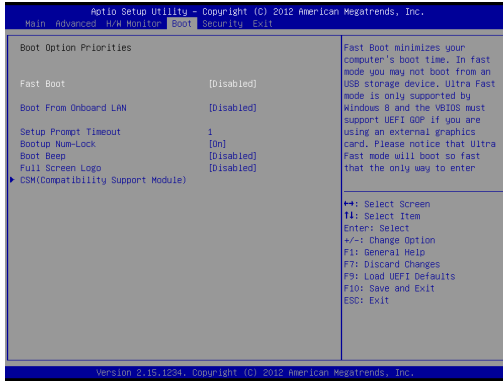 Aptio Setup Utility - Copyright (C) 2012 American Megatrends, Inc.
Main Advanced H/W Monitor Boot Security Exit
Boot Option Priorities
Fast Boot [Disabled]
Boot From Onboard LAN [Disabled]
Setup Prompt Timeout 1
Bootup Num-Lock [On]
Boot Beep [Disabled]
Full Screen Logo [Disabled]
CSM(Compatibility Support Module)
Fast Boot minimizes your
computer's boot time. In fast
mode you may not boot from an
USB storage device. Ultra Fast
mode is only supported by
Windows 8 and the VBIOS must
support UEFI GOP if you are
using an external graphics
card. Please notice that Ultra
Fast mode will boot so fast
that the only way to enter
↔: Select Screen
↑↓: Select Item
Enter: Select
+/-: Change Option
F1: General Help
F7: Discard Changes
F9: Load UEFI Defaults
F10: Save and Exit
ESC: Exit
Version 2.15.1234. Copyright (C) 2012 American Megatrends, Inc.